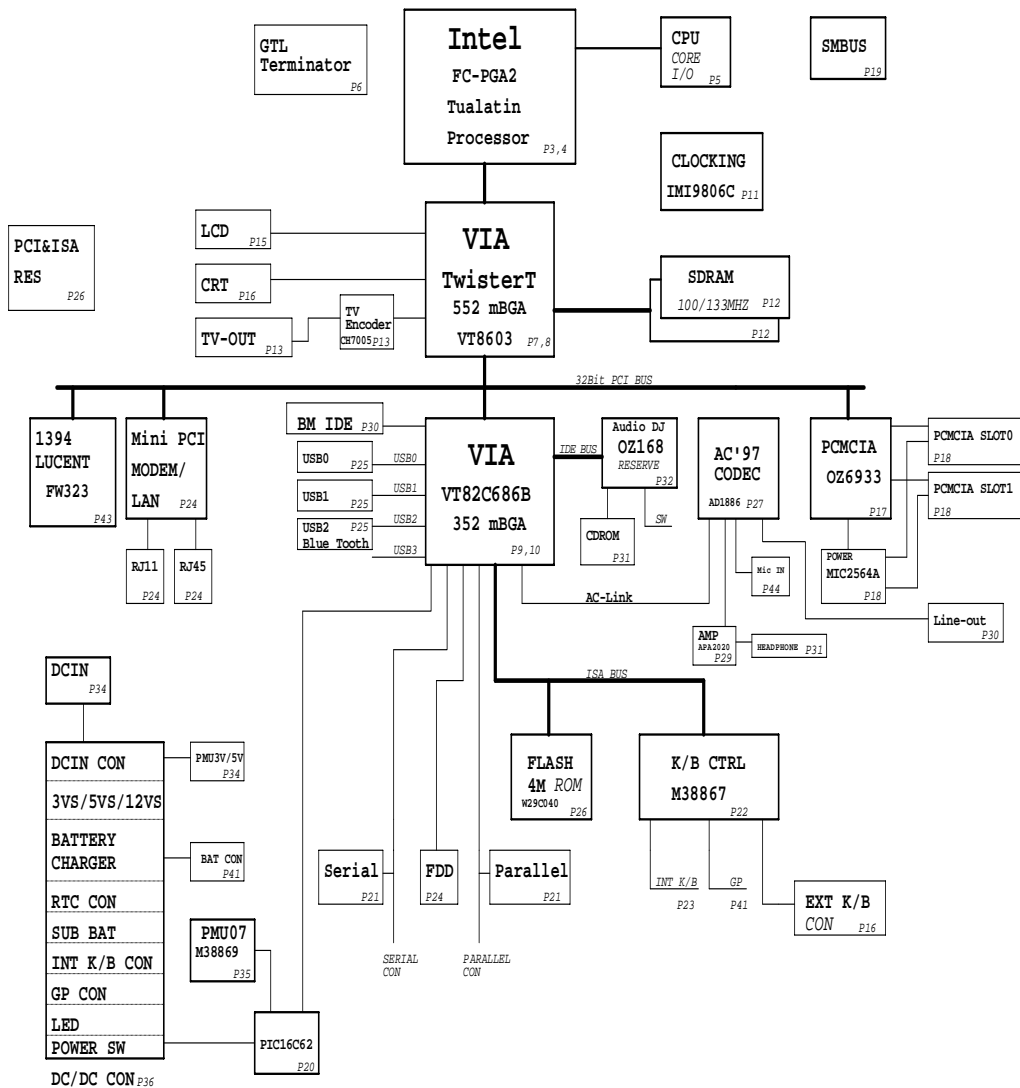 GTL
Terminator
P6
Intel
FC-PGA2
Tualatin
Processor
P3,4
CPU
CORE
I/O
P5
SMBUS
P19
CLOCKING
IMI9806C
P11
PCI&ISA
RES
P26
LCD
P15
CRT
P16
TV-OUT
P13
TV
Encoder
CH7005 P13
VIA
TwisterT
552 mBGA
VT8603
P7,8
SDRAM
100/133MHZ
P12
P12
32Bit PCI BUS
1394
LUCENT
FW323
P43
Mini PCI
MODEM/
LAN
P24
RJ11
P24
RJ45
P24
BM IDE
P30
USB0
P25
USB0
USB1
P25
USB1
USB2
P25
Blue Tooth
USB2
USB3
VIA
VT82C686B
352 mBGA
P9,10
IDE BUS
Audio DJ
OZ168
RESERVE
P32
CDROM
P31
SW
AC'97
CODEC
AD1886
P27
AC-Link
Mic IN
P44
AMP
APA2020
P29
HEADPHONE
P31
PCMCIA
OZ6933
P17
POWER
MIC2564A
P18
PCMCIA SLOT0
P18
PCMCIA SLOT1
P18
Line-out
P30
ISA BUS
DCIN
P34
DCIN CON
3VS/5VS/12VS
BATTERY
CHARGER
RTC CON
SUB BAT
INT K/B CON
GP CON
LED
POWER SW
DC/DC CON P36
PMU3V/5V
P34
BAT CON
P41
PMU07
M38869
P35
PIC16C62
P20
Serial
P21
SERIAL
CON
FDD
P24
Parallel
P21
PARALLEL
CON
FLASH
4M ROM
W29C040
P26
K/B CTRL
M38867
P22
INT K/B
P23
GP
P41
EXT K/B
CON
P16